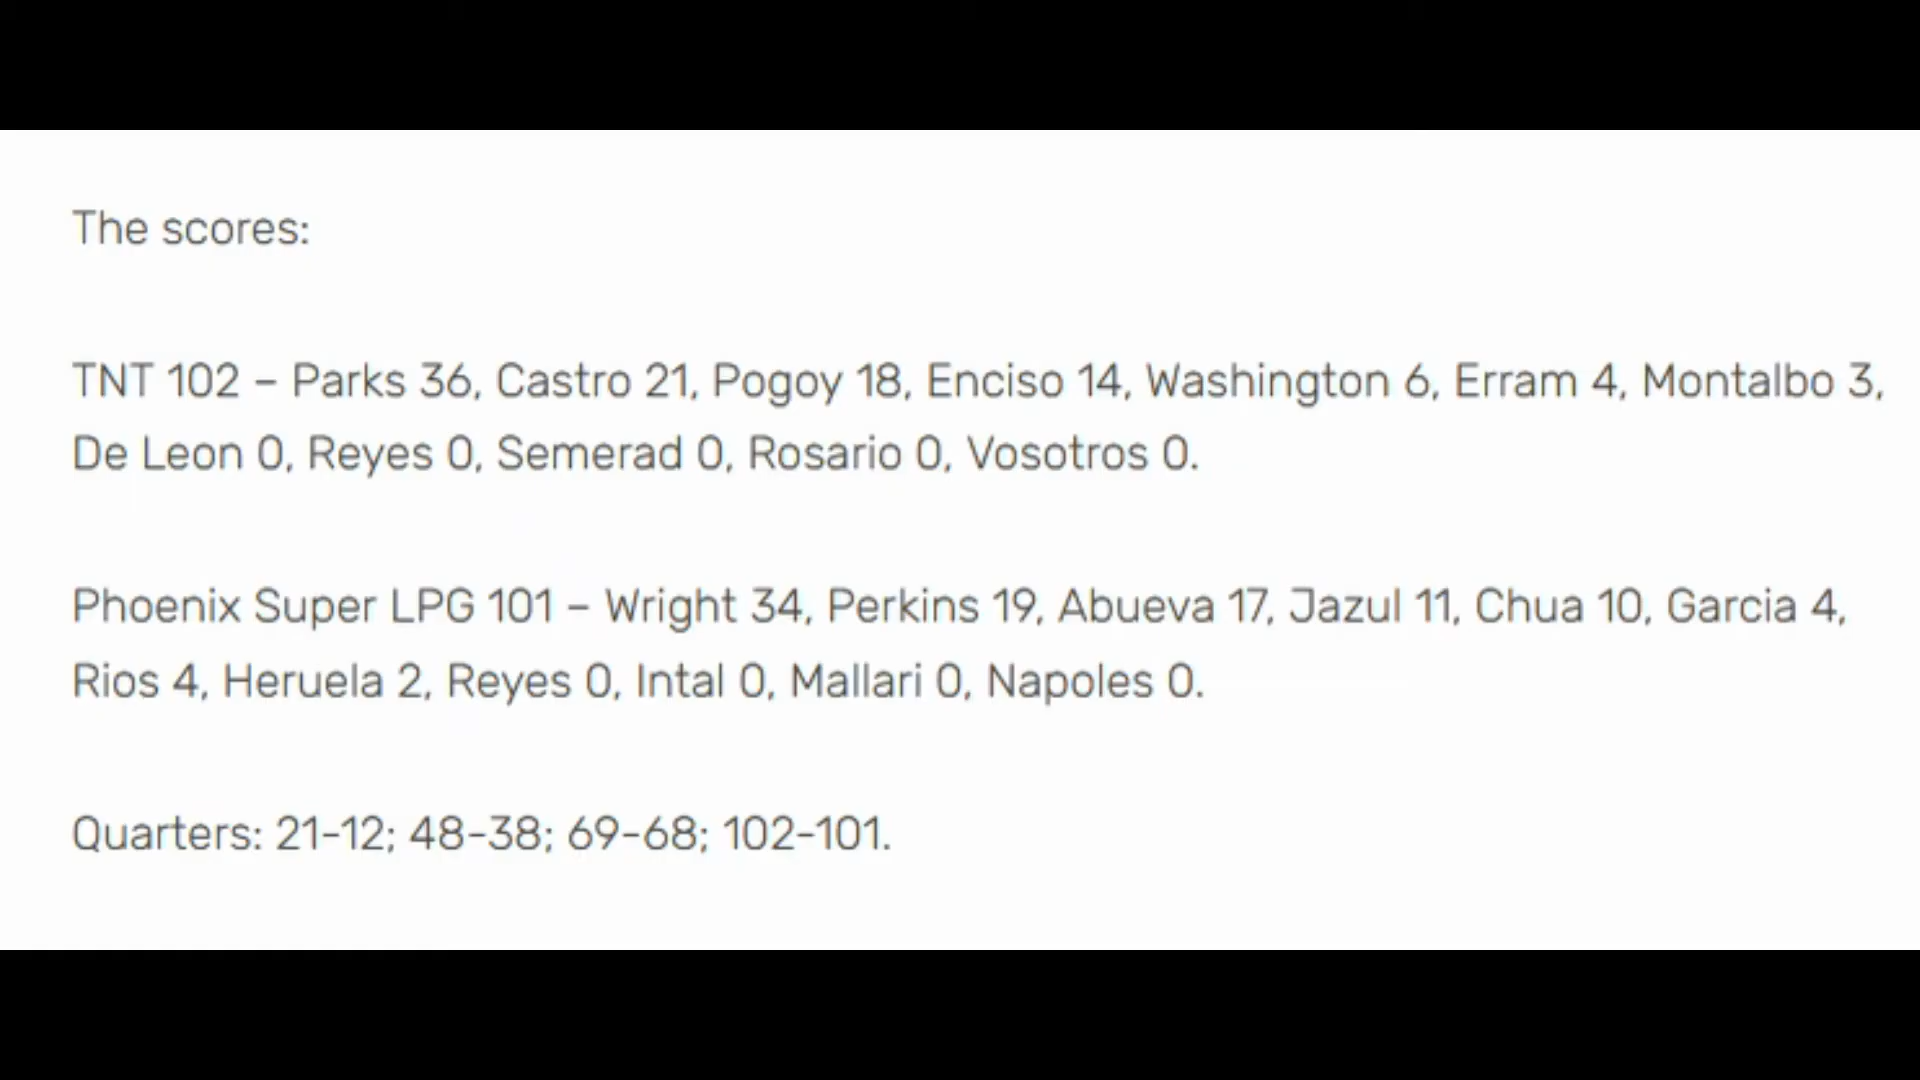 The scores:
TNT 102 – Parks 36, Castro 21, Pogoy 18, Enciso 14, Washington 6, Erram 4, Montalbo 3,
De Leon 0, Reyes 0, Semerad 0, Rosario 0, Vosotros 0.
Phoenix Super LPG 101 – Wright 34, Perkins 19, Abueva 17, Jazul 11, Chua 10, Garcia 4,
Rios 4, Heruela 2, Reyes 0, Intal 0, Mallari 0, Napoles 0.
Quarters: 21-12; 48-38; 69-68; 102-101.